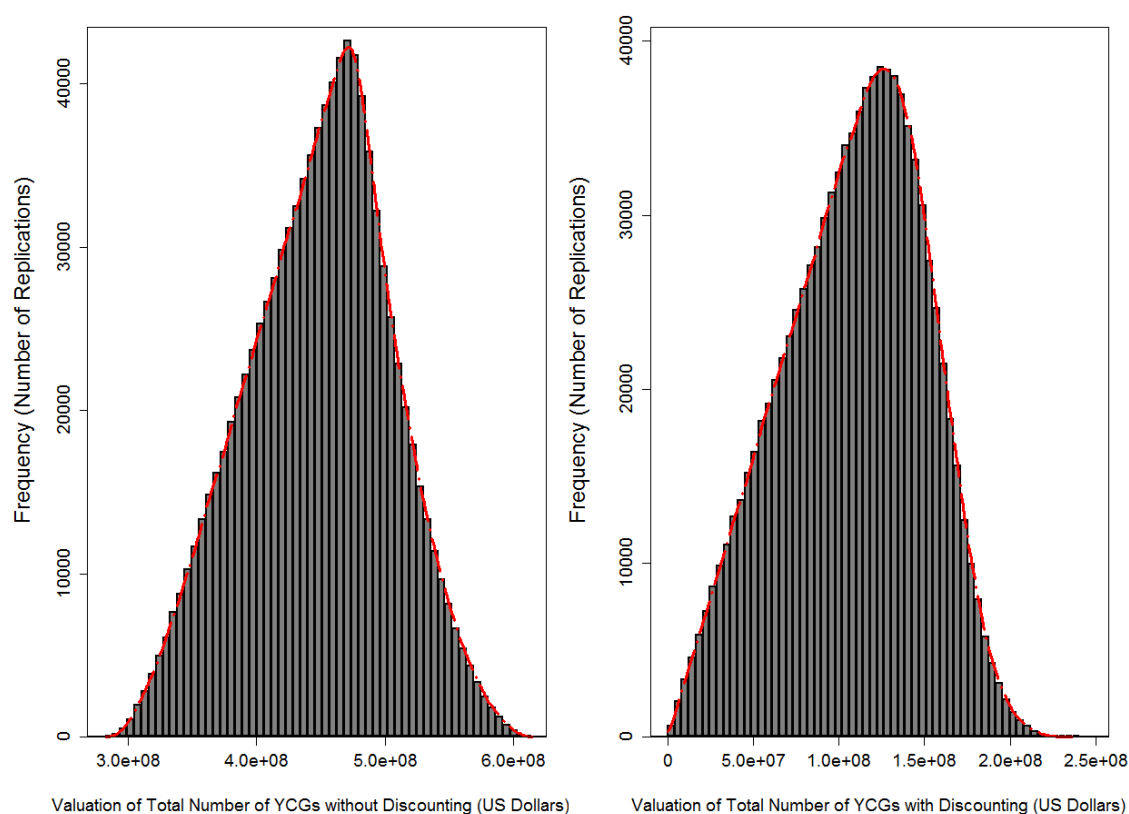 Frequency (Number of Replications)
40000
30000
20000
10000
0
3.0e+08 4.0e+08 5.0e+08 6.0e+08
Valuation of Total Number of YCGs without Discounting (US Dollars)
Frequency (Number of Replications)
40000
30000
20000
10000
0
0 5.0e+07 1.0e+08 1.5e+08 2.0e+08 2.5e+08
Valuation of Total Number of YCGs with Discounting (US Dollars)